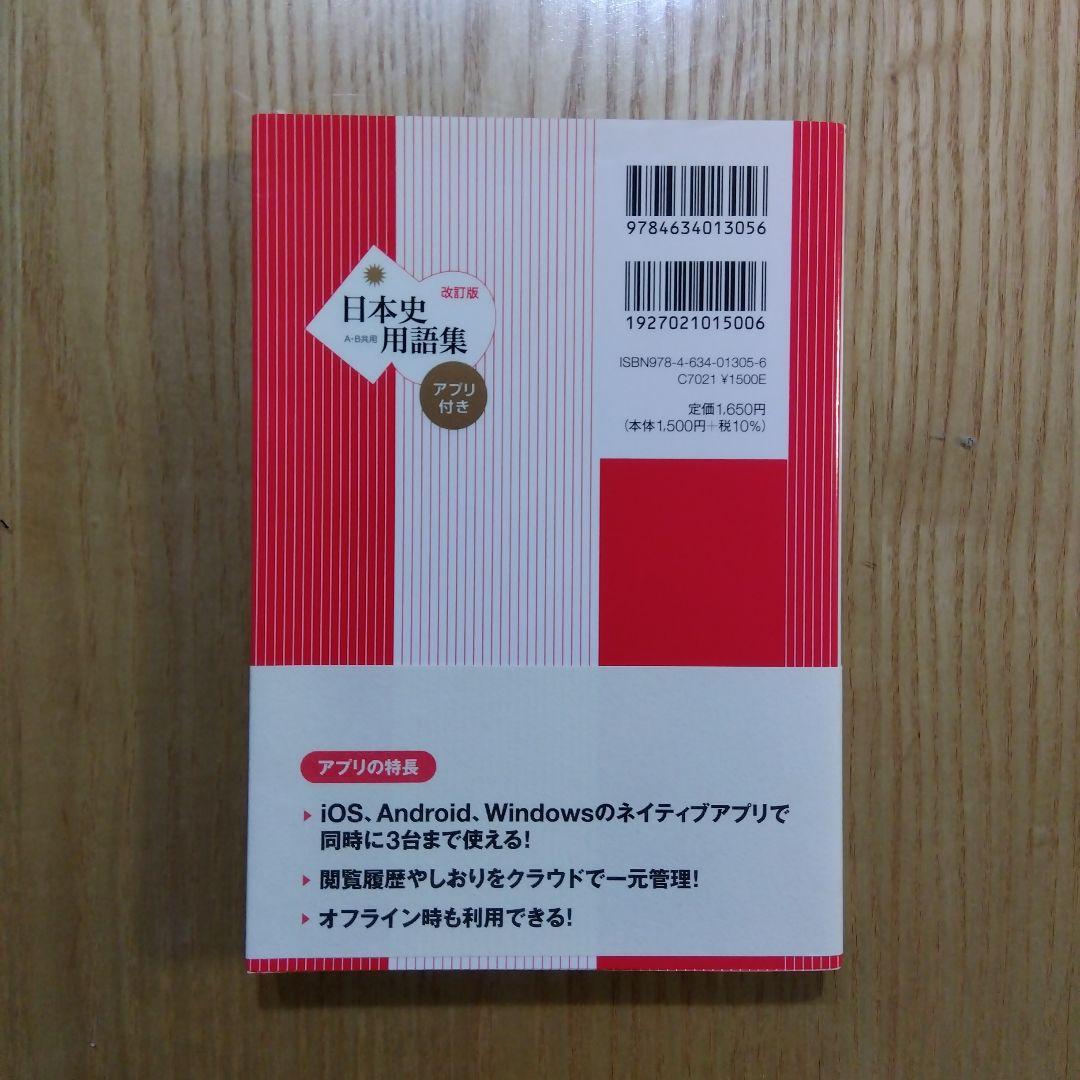 9784634013056
1927021015006
ISBN978-4-634-01305-6
C7021 ¥1500E
定価1,650円
(本体1,500円+税10%)
改訂版
日本史
A・B共用
用語集
アプリ
付き
アプリの特長
iOS、Android、Windowsのネイティブアプリで
同時に3台まで使える!
閲覧履歴やしおりをクラウドで一元管理!
オフライン時も利用できる!